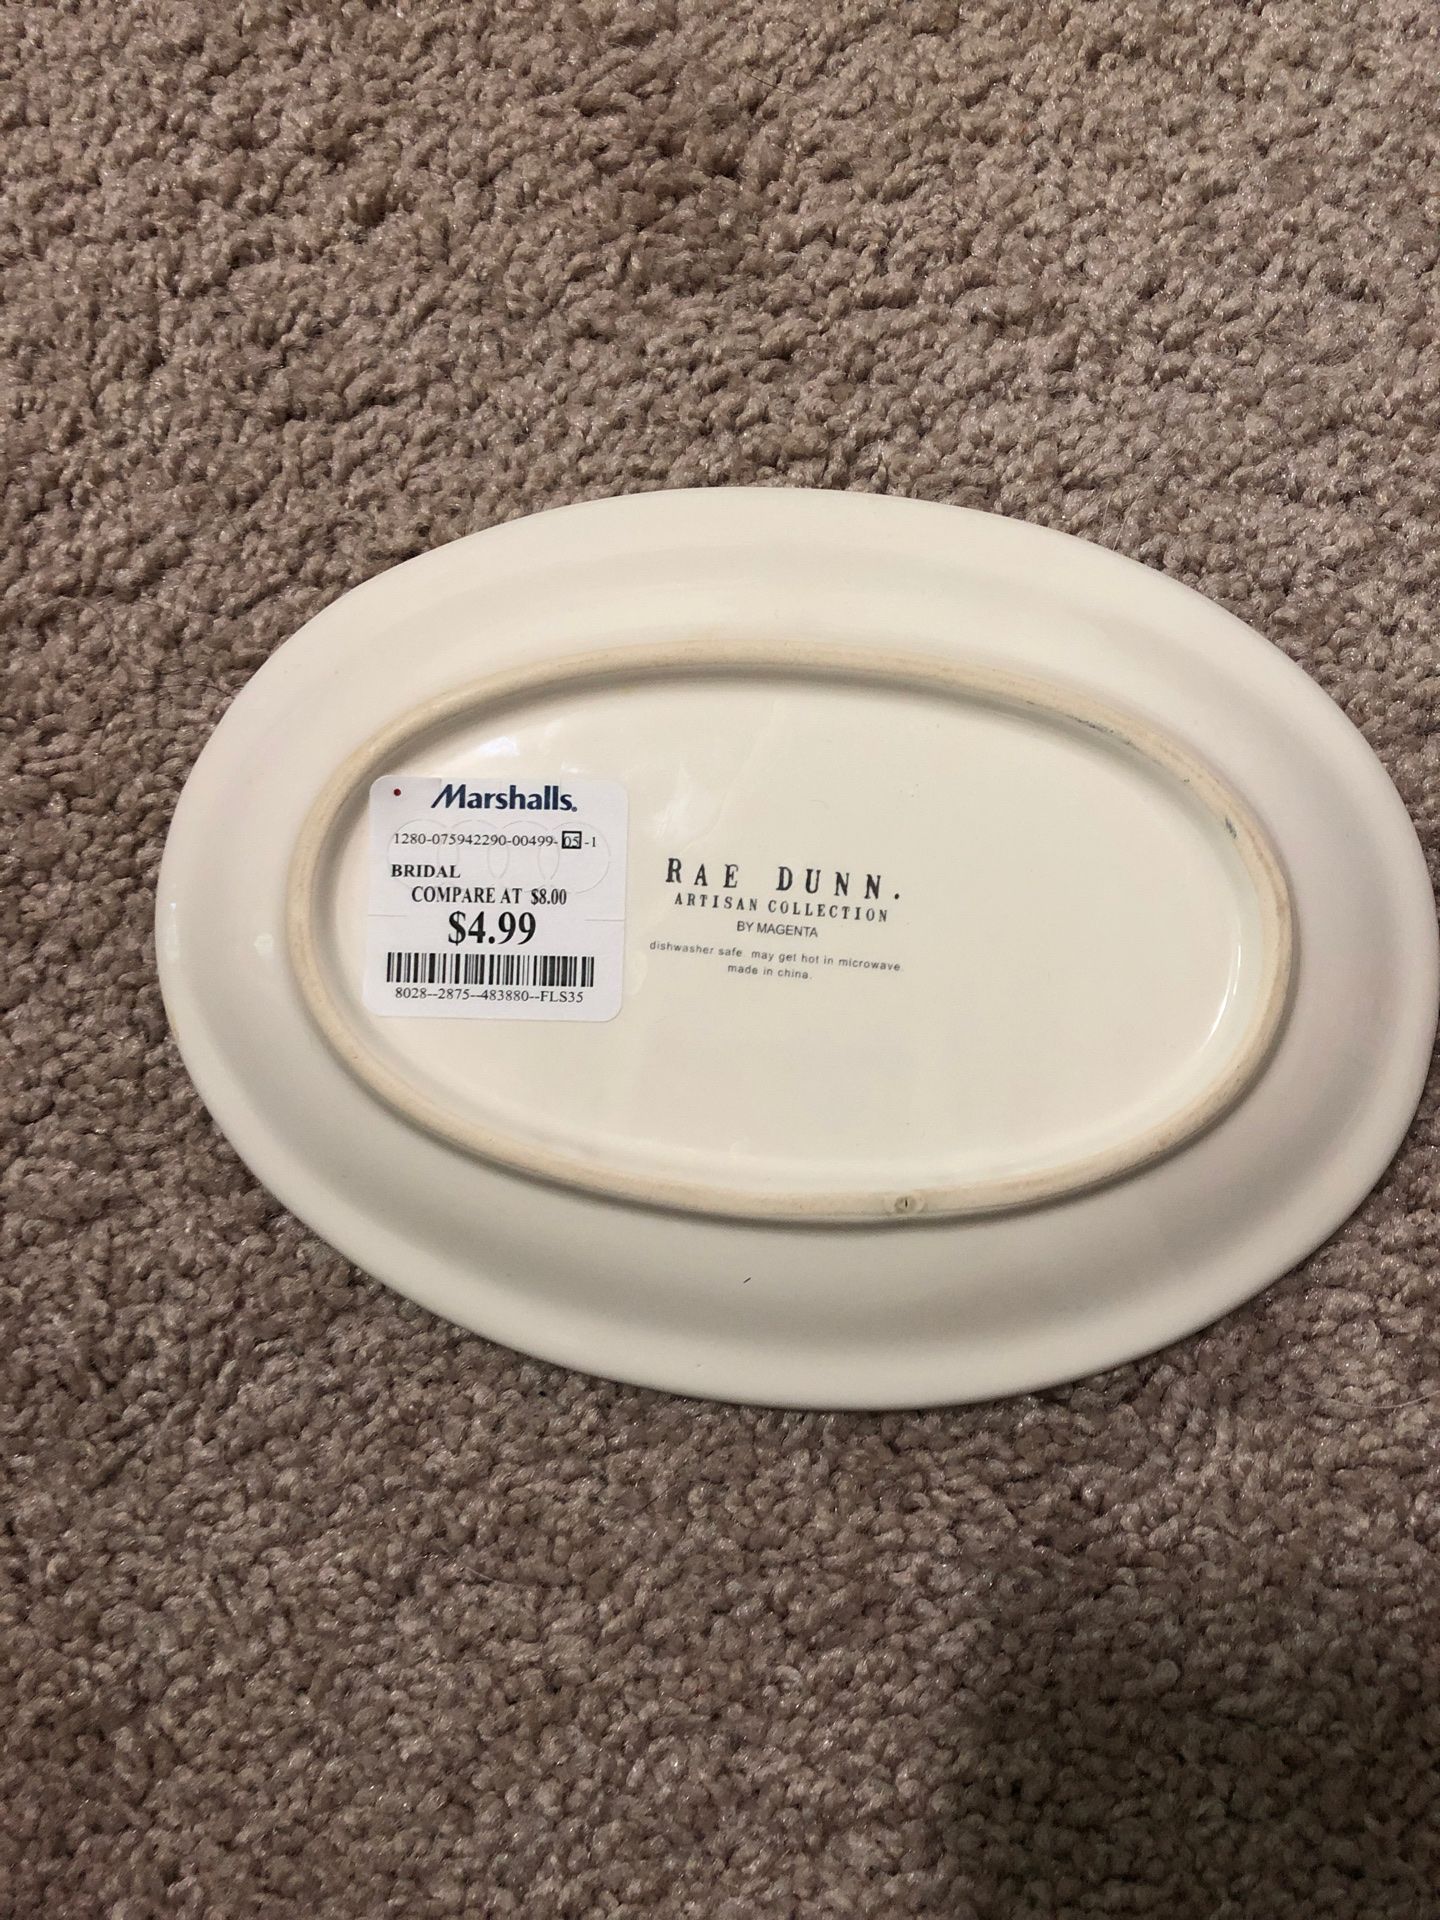 Marshalls.
1280-075942290-00499-05-1
BRIDAL
COMPARE AT $8.00
$4.99
8028--2875--483880--FLS35
RAE DUNN.
ARTISAN COLLECTION
BY MAGENTA
dishwasher safe. may get hot in microwave.
made in china.